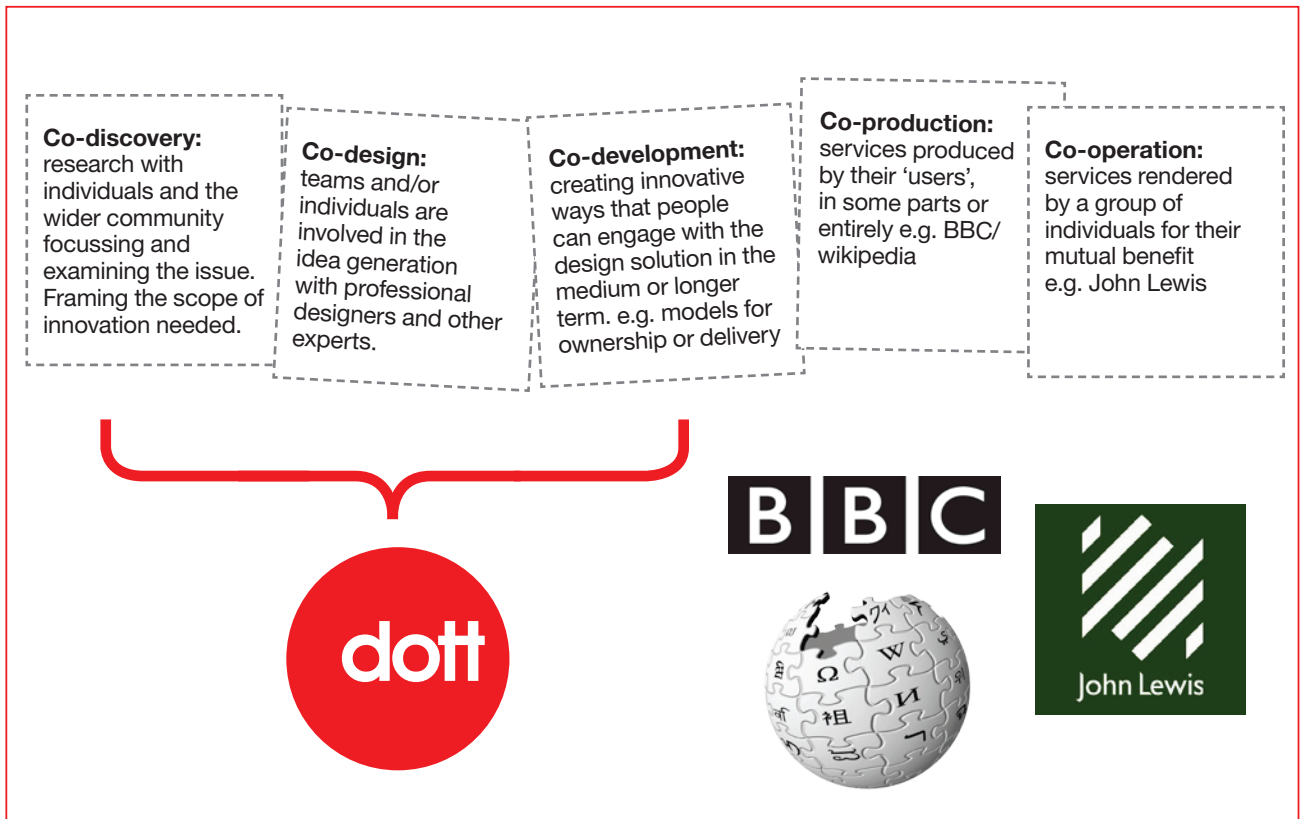 Co-discovery:
research with
individuals and the
wider community
focussing and
examining the issue.
Framing the scope of
innovation needed.
Co-design:
teams and/or
individuals are
involved in the
idea generation
with professional
designers and other
experts.
Co-development:
creating innovative
ways that people
can engage with the
design solution in the
medium or longer
term. e.g. models for
ownership or delivery
Co-production:
services produced
by their ‘users’,
in some parts or
entirely e.g. BBC/
wikipedia
Co-operation:
services rendered
by a group of
individuals for their
mutual benefit
e.g. John Lewis
dott
BBC
Ω W
祖 И
John Lewis